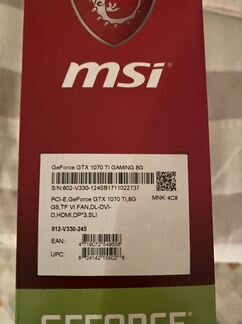 msi
GeForce GTX 1070 TI GAMING 8G
S/N:602-V330-124SB1711022737
PCI-E,GeForce GTX 1070 TI,8G MNK: 4C8
G5,TF VI FAN,DL-DVI-
D,HDMI,DP*3,SLI
912-V330-245
EAN:
UPC:
GEFORCE